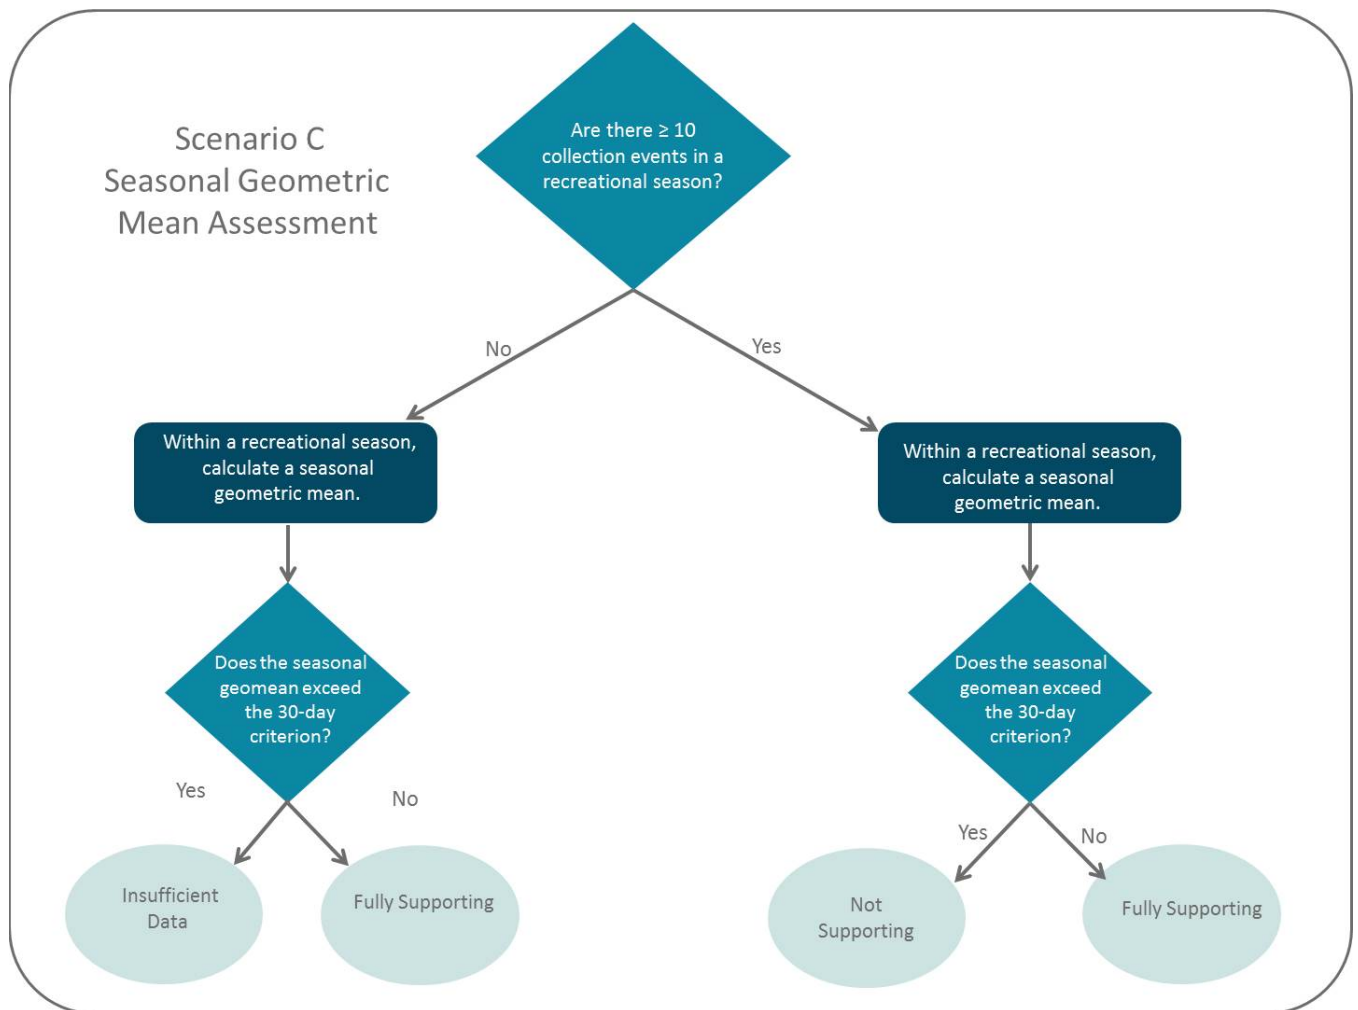 Scenario C
Seasonal Geometric
Mean Assessment
Are there ≥ 10
collection events in a
recreational season?
No
Yes
Within a recreational season,
calculate a seasonal
geometric mean.
Within a recreational season,
calculate a seasonal
geometric mean.
Does the seasonal
geomean exceed
the 30-day
criterion?
Does the seasonal
geomean exceed
the 30-day
criterion?
Yes
No
Yes
No
Insufficient
Data
Fully Supporting
Not
Supporting
Fully Supporting